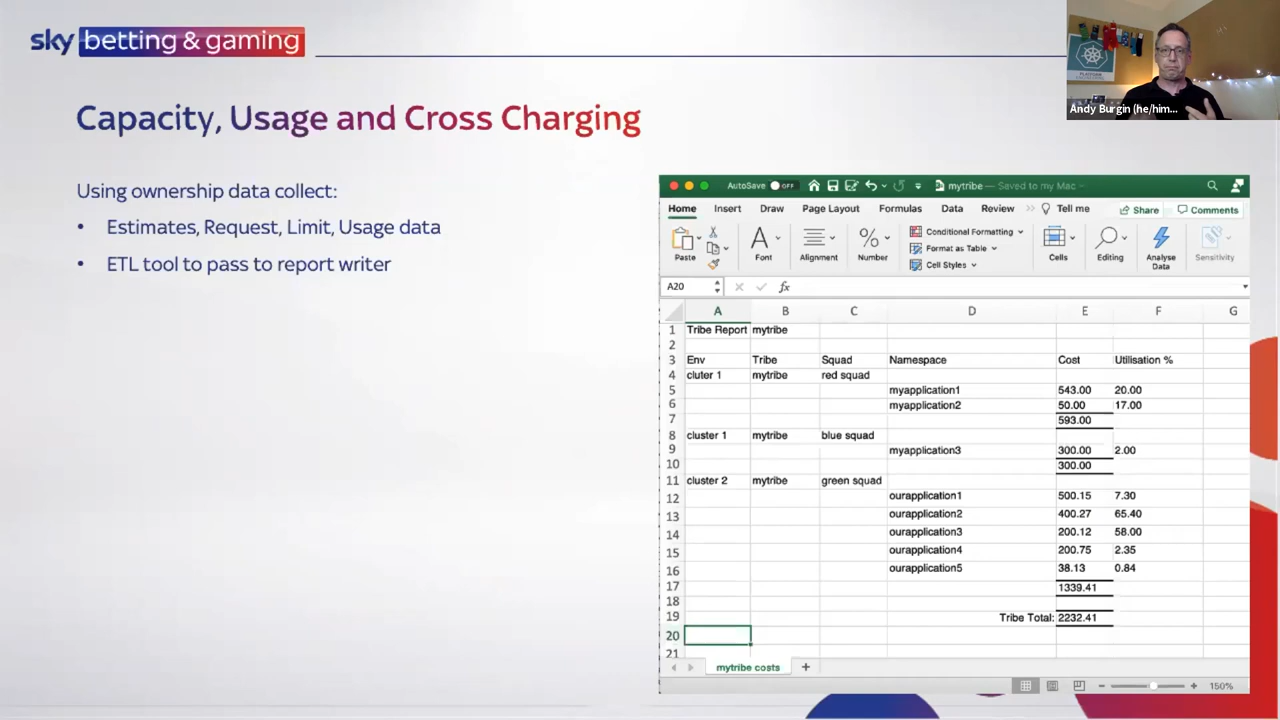 sky betting & gaming
Andy Burgin (he/him...
Capacity, Usage and Cross Charging
Using ownership data collect:
• Estimates, Request, Limit, Usage data
• ETL tool to pass to report writer
AutoSave OFF mytribe — Saved to my Mac
Home Insert Draw Page Layout Formulas Data Review Tell me Share Comments
Paste Font Alignment Number Conditional Formatting Format as Table Cell Styles Cells Editing Analyse Data Sensitivity
A20 fx
A B C D E F G
1 Tribe Report mytribe
2
3 Env Tribe Squad Namespace Cost Utilisation %
4 cluter 1 mytribe red squad
5 myapplication1 543.00 20.00
6 myapplication2 50.00 17.00
7 593.00
8 cluster 1 mytribe blue squad
9 myapplication3 300.00 2.00
10 300.00
11 cluster 2 mytribe green squad
12 ourapplication1 500.15 7.30
13 ourapplication2 400.27 65.40
14 ourapplication3 200.12 58.00
15 ourapplication4 200.75 2.35
16 ourapplication5 38.13 0.84
17 1339.41
18
19 Tribe Total: 2232.41
20
21
mytribe costs +
150%